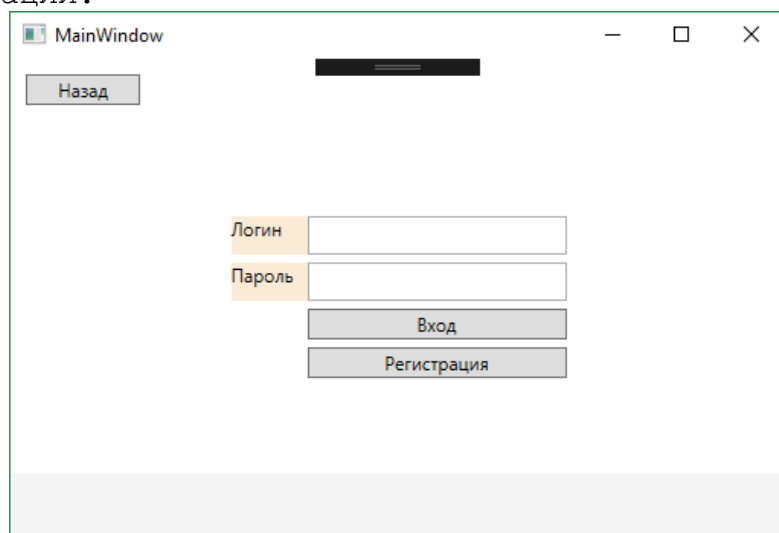 MainWindow
Назад
Логин
Пароль
Вход
Регистрация